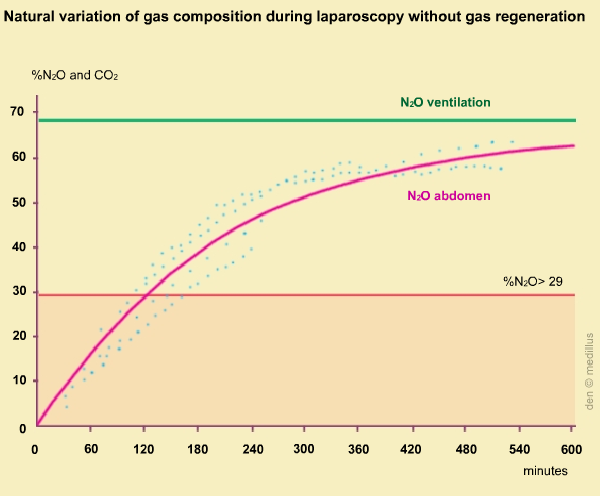 Natural variation of gas composition during laparoscopy without gas regeneration
%N₂O and CO₂
N₂O ventilation
N₂O abdomen
%N₂O> 29
70
60
50
40
30
20
10
0
0 60 120 180 240 300 360 420 480 540 600
minutes
den © medillus